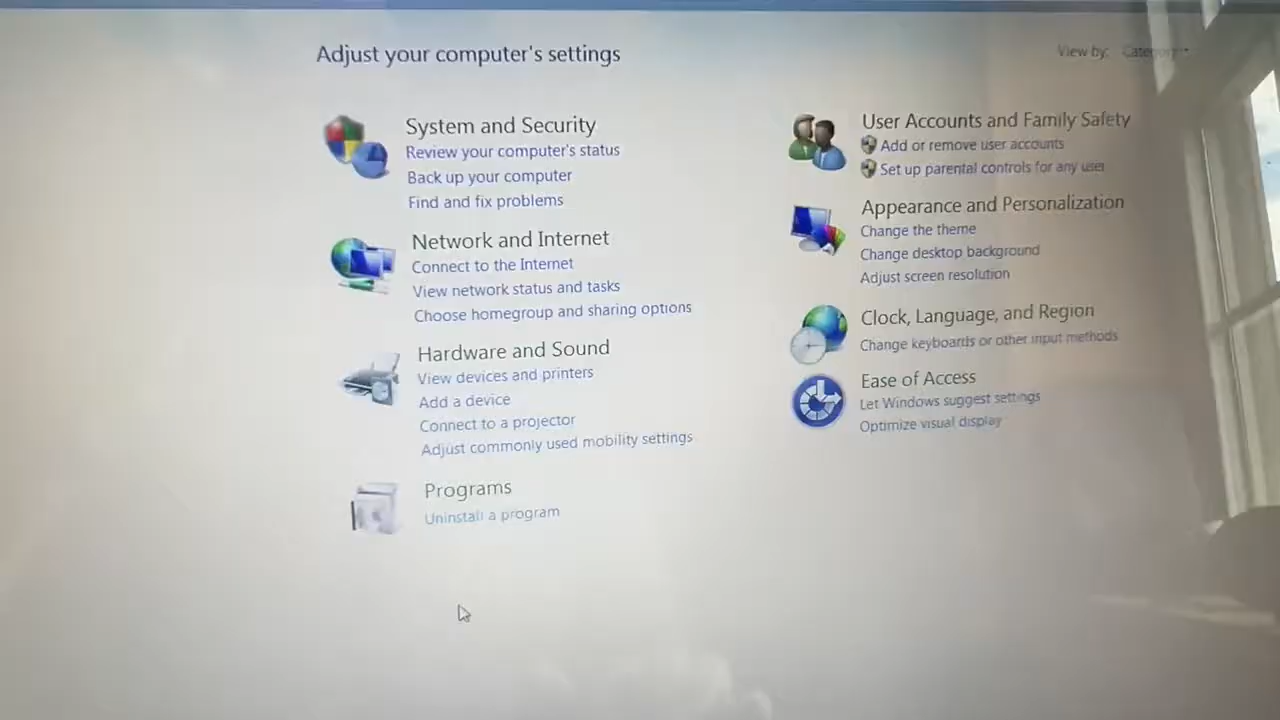 Adjust your computer's settings
View by: Category
System and Security
Review your computer's status
Back up your computer
Find and fix problems
Network and Internet
Connect to the Internet
View network status and tasks
Choose homegroup and sharing options
Hardware and Sound
View devices and printers
Add a device
Connect to a projector
Adjust commonly used mobility settings
Programs
Uninstall a program
User Accounts and Family Safety
Add or remove user accounts
Set up parental controls for any user
Appearance and Personalization
Change the theme
Change desktop background
Adjust screen resolution
Clock, Language, and Region
Change keyboards or other input methods
Ease of Access
Let Windows suggest settings
Optimize visual display